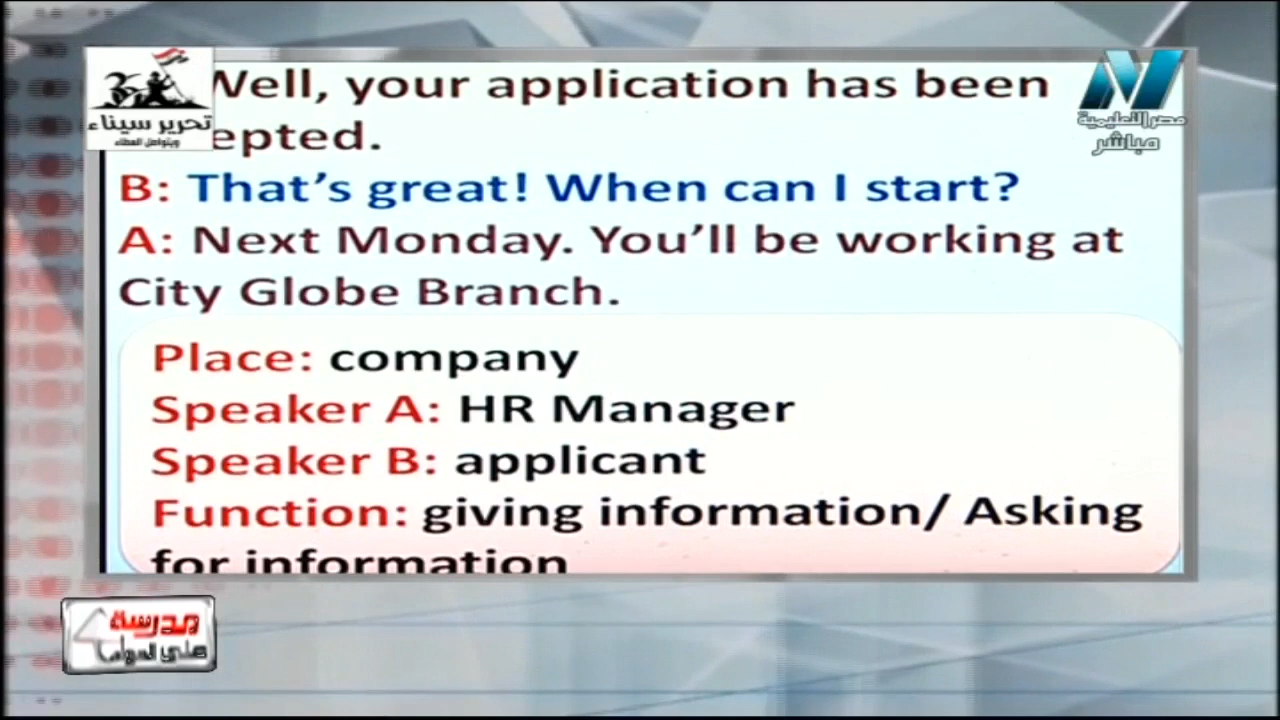 Well, your application has been
epted.
B: That's great! When can I start?
A: Next Monday. You'll be working at
City Globe Branch.
Place: company
Speaker A: HR Manager
Speaker B: applicant
Function: giving information/ Asking
for information
تحرير سيناء
ويتواصل العطاء
مصر التعليمية
مباشر
مدرسة
على الهواء